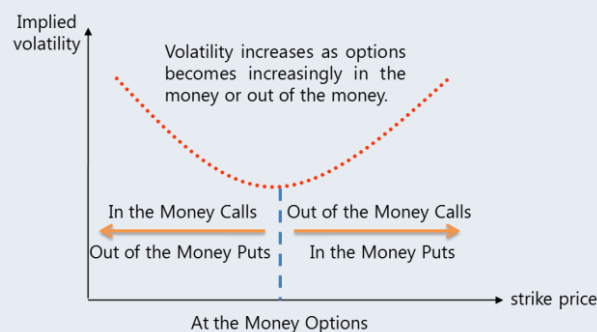 Implied
volatility
Volatility increases as options
becomes increasingly in the
money or out of the money.
In the Money Calls
Out of the Money Calls
Out of the Money Puts
In the Money Puts
strike price
At the Money Options